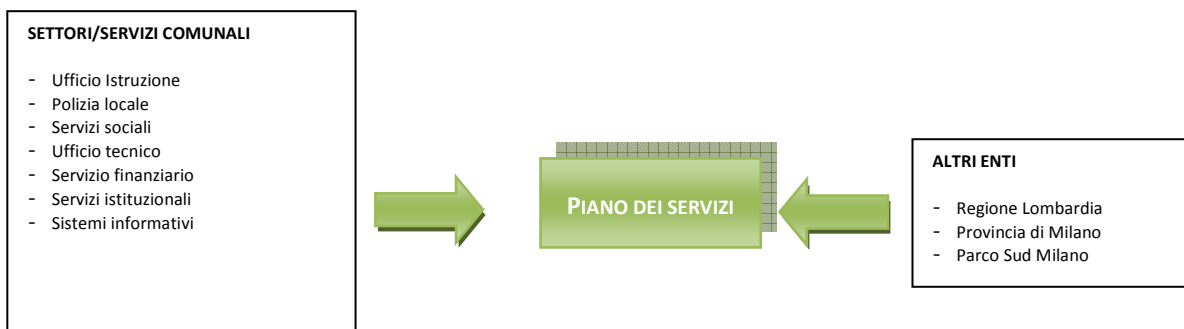 SETTORI/SERVIZI COMUNALI
- Ufficio Istruzione
- Polizia locale
- Servizi sociali
- Ufficio tecnico
- Servizio finanziario
- Servizi istituzionali
- Sistemi informativi
PIANO DEI SERVIZI
ALTRI ENTI
- Regione Lombardia
- Provincia di Milano
- Parco Sud Milano